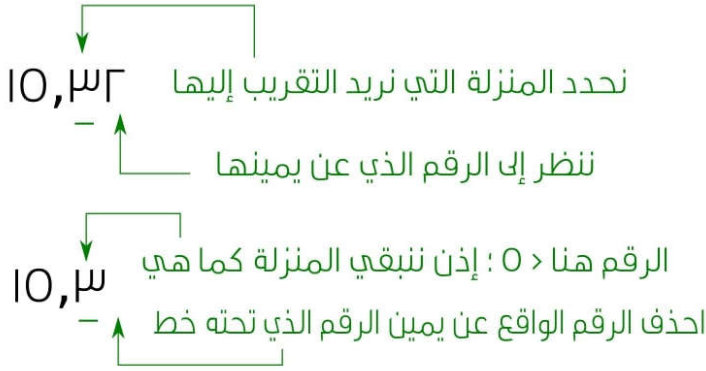 ١٥,٣٢
نحدد المنزلة التي نريد التقريب إليها
ننظر إلى الرقم الذي عن يمينها
١٥,٣
الرقم هنا < ٥ ؛ إذن ننبقي المنزلة كما هي
احذف الرقم الواقع عن يمين الرقم الذي تحته خط